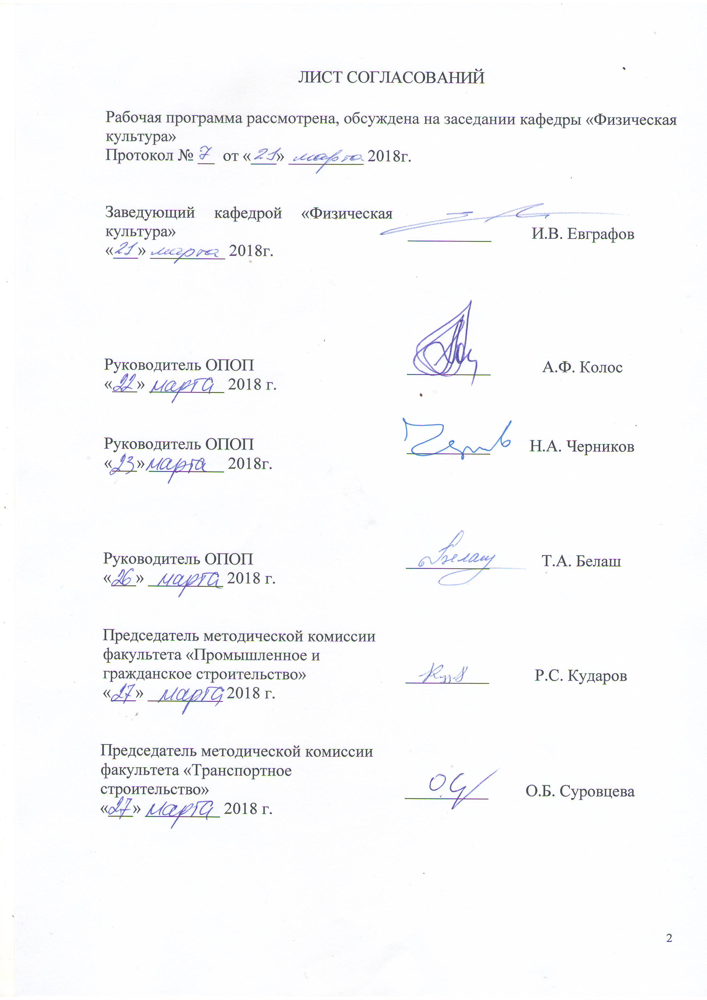 ЛИСТ СОГЛАСОВАНИЙ
Рабочая программа рассмотрена, обсуждена на заседании кафедры «Физическая
культура»
Протокол № 7 от «21» марта 2018г.
Заведующий кафедрой «Физическая
культура» И.В. Евграфов
«21» марта 2018г.
Руководитель ОПОП А.Ф. Колос
«22» марта 2018 г.
Руководитель ОПОП Н.А. Черников
«23» марта 2018г.
Руководитель ОПОП Т.А. Белаш
«26» марта 2018 г.
Председатель методической комиссии
факультета «Промышленное и
гражданское строительство» Р.С. Кударов
«27» марта 2018 г.
Председатель методической комиссии
факультета «Транспортное
строительство» О.Б. Суровцева
«27» марта 2018 г.
2